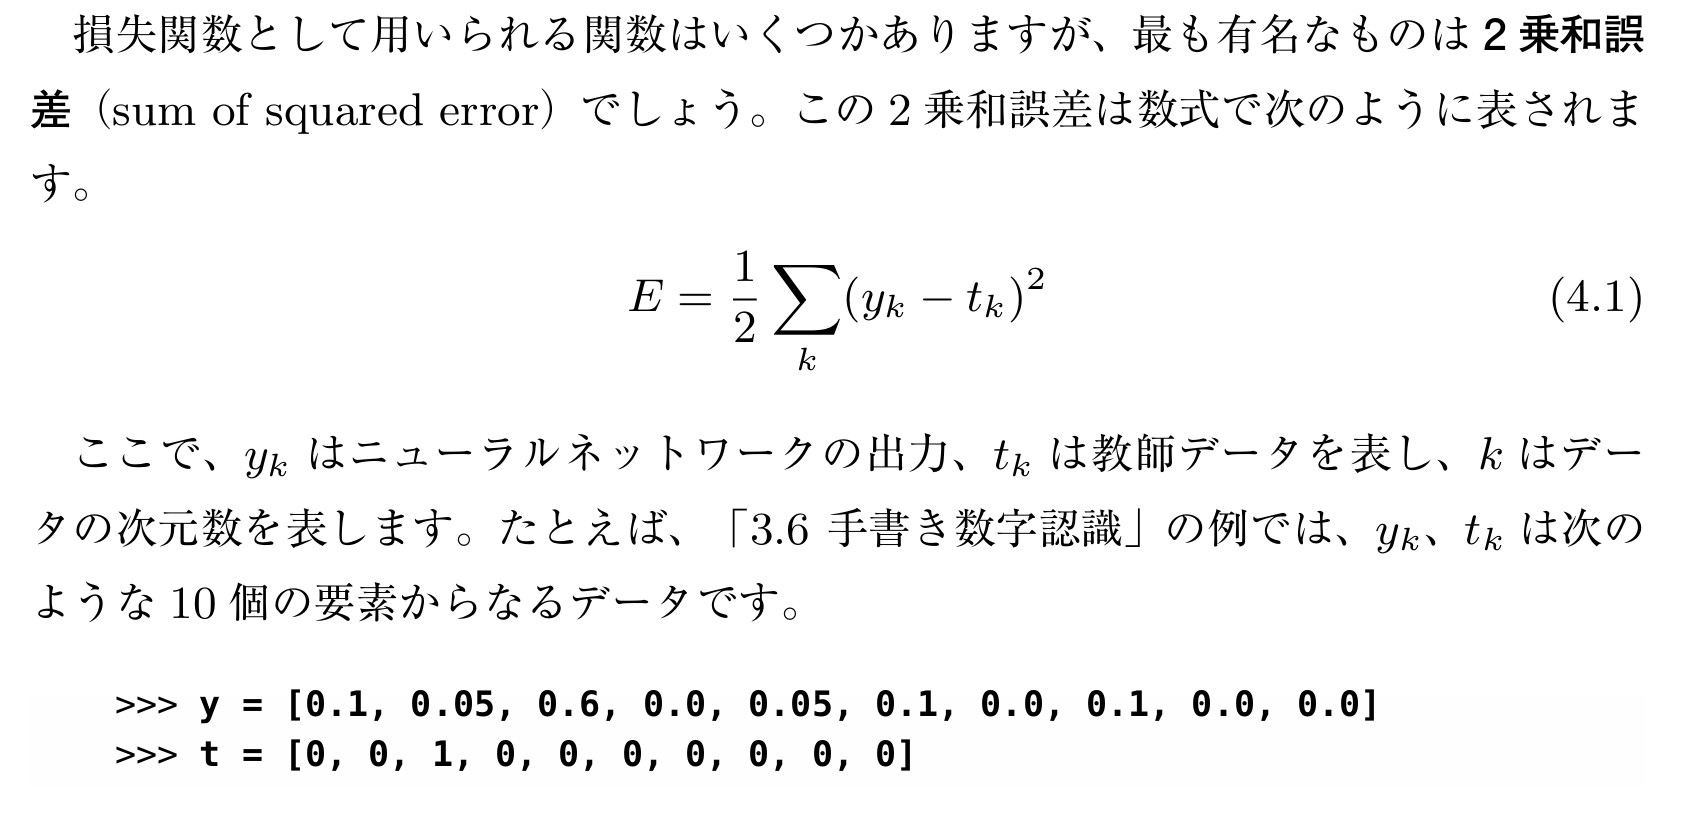 損失関数として用いられる関数はいくつかありますが、最も有名なものは 2 乗和誤
差（sum of squared error）でしょう。この 2 乗和誤差は数式で次のように表されま
す。
E = \frac{1}{2} \sum_{k} (y_k - t_k)^2 (4.1)
ここで、y_k はニューラルネットワークの出力、t_k は教師データを表し、k はデー
タの次元数を表します。たとえば、「3.6 手書き数字認識」の例では、y_k、t_k は次の
ような 10 個の要素からなるデータです。
>>> y = [0.1, 0.05, 0.6, 0.0, 0.05, 0.1, 0.0, 0.1, 0.0, 0.0]
>>> t = [0, 0, 1, 0, 0, 0, 0, 0, 0, 0]